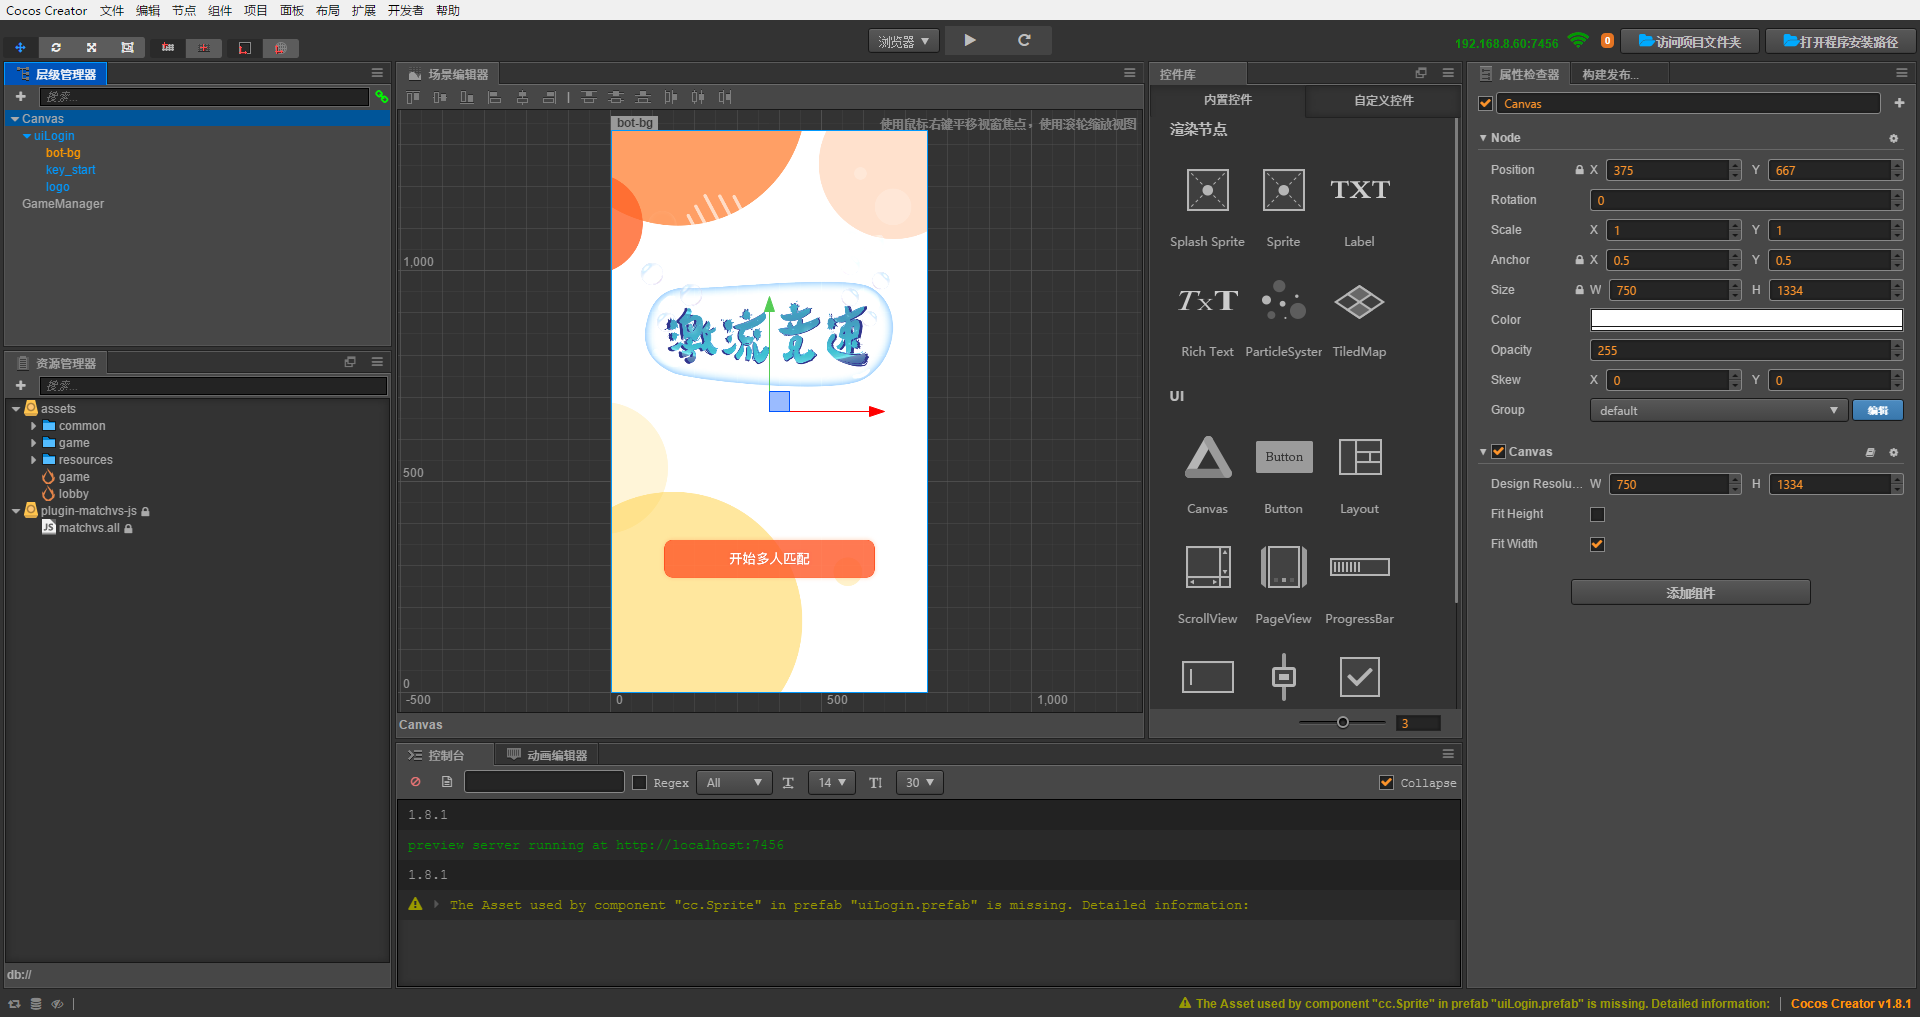 Cocos Creator 文件 编辑 节点 组件 项目 面板 布局 扩展 开发者 帮助
浏览器
192.168.8.60:7456
0
访问项目文件夹
打开程序安装路径
层级管理器
搜索...
Canvas
uiLogin
bot-bg
key_start
logo
GameManager
资源管理器
搜索...
assets
common
game
resources
game
lobby
plugin-matchvs-js
JS matchvs.all
db://
场景编辑器
bot-bg
使用鼠标右键平移视窗焦点，使用滚轮缩放视图
激流竞速
开始多人匹配
1,000
500
0
-500 0 500 1,000
Canvas
控件库
内置控件 自定义控件
渲染节点
TXT
Splash Sprite Sprite Label
TxT
Rich Text ParticleSyster TiledMap
UI
Button
Canvas Button Layout
ScrollView PageView ProgressBar
3
控制台 动画编辑器
Regex All 14 30 Collapse
1.8.1
preview server running at http://localhost:7456
1.8.1
The Asset used by component "cc.Sprite" in prefab "uiLogin.prefab" is missing. Detailed information:
属性检查器 构建发布...
Canvas
Node
Position X 375 Y 667
Rotation 0
Scale X 1 Y 1
Anchor X 0.5 Y 0.5
Size W 750 H 1334
Color
Opacity 255
Skew X 0 Y 0
Group default 编辑
Canvas
Design Resolu... W 750 H 1334
Fit Height
Fit Width
添加组件
The Asset used by component "cc.Sprite" in prefab "uiLogin.prefab" is missing. Detailed information: Cocos Creator v1.8.1